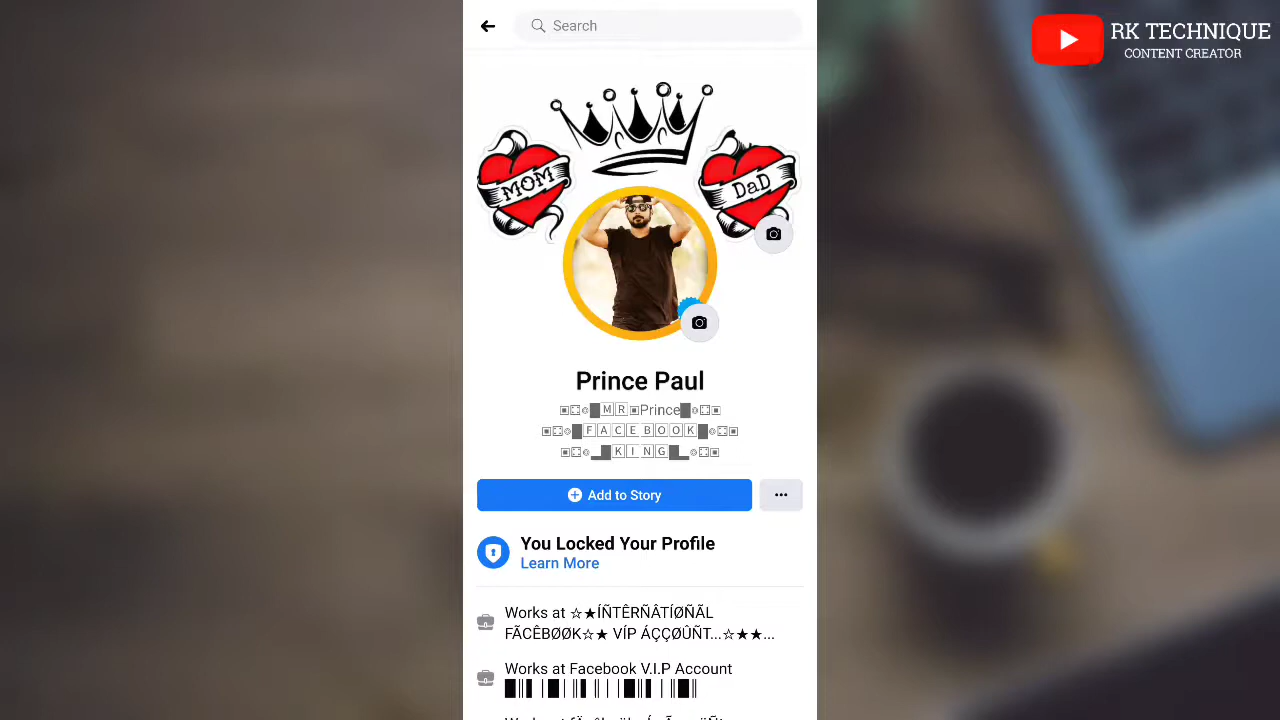 Search
RK TECHNIQUE
CONTENT CREATOR
MOM
DaD
Prince Paul
▣⚃๏█🄼🅁▣Prince█๏⚃▣
▣⚃๏█🄵🄰🄲🄴🄱🄾🄾🄺█๏⚃▣
▣⚃๏▂█🄺🄸🄽🄶█▂๏⚃▣
Add to Story
You Locked Your Profile
Learn More
Works at ☆★ÍÑTÊRÑÂTÍØÑÃL
FÃCÊBØØK☆★ VÍP ÁÇÇØÛÑT...☆★★...
Works at Facebook V.I.P Account